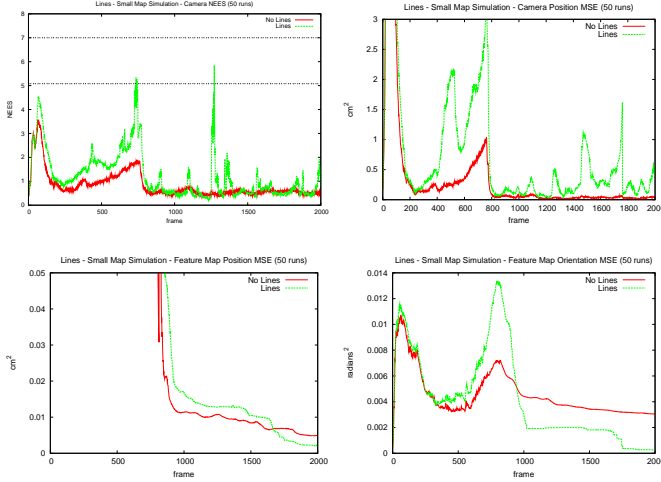 Lines - Small Map Simulation - Camera NEES (50 runs)
No Lines
Lines
NEES
8
7
6
5
4
3
2
1
0
0 500 1000 1500 2000
frame
Lines - Small Map Simulation - Camera Position MSE (50 runs)
No Lines
Lines
cm²
3
2.5
2
1.5
1
0.5
0
0 200 400 600 800 1000 1200 1400 1600 1800 2000
frame
Lines - Small Map Simulation - Feature Map Position MSE (50 runs)
No Lines
Lines
cm²
0.05
0.04
0.03
0.02
0.01
0
0 500 1000 1500 2000
frame
Lines - Small Map Simulation - Feature Map Orientation MSE (50 runs)
No Lines
Lines
radians²
0.014
0.012
0.01
0.008
0.006
0.004
0.002
0
0 500 1000 1500 2000
frame